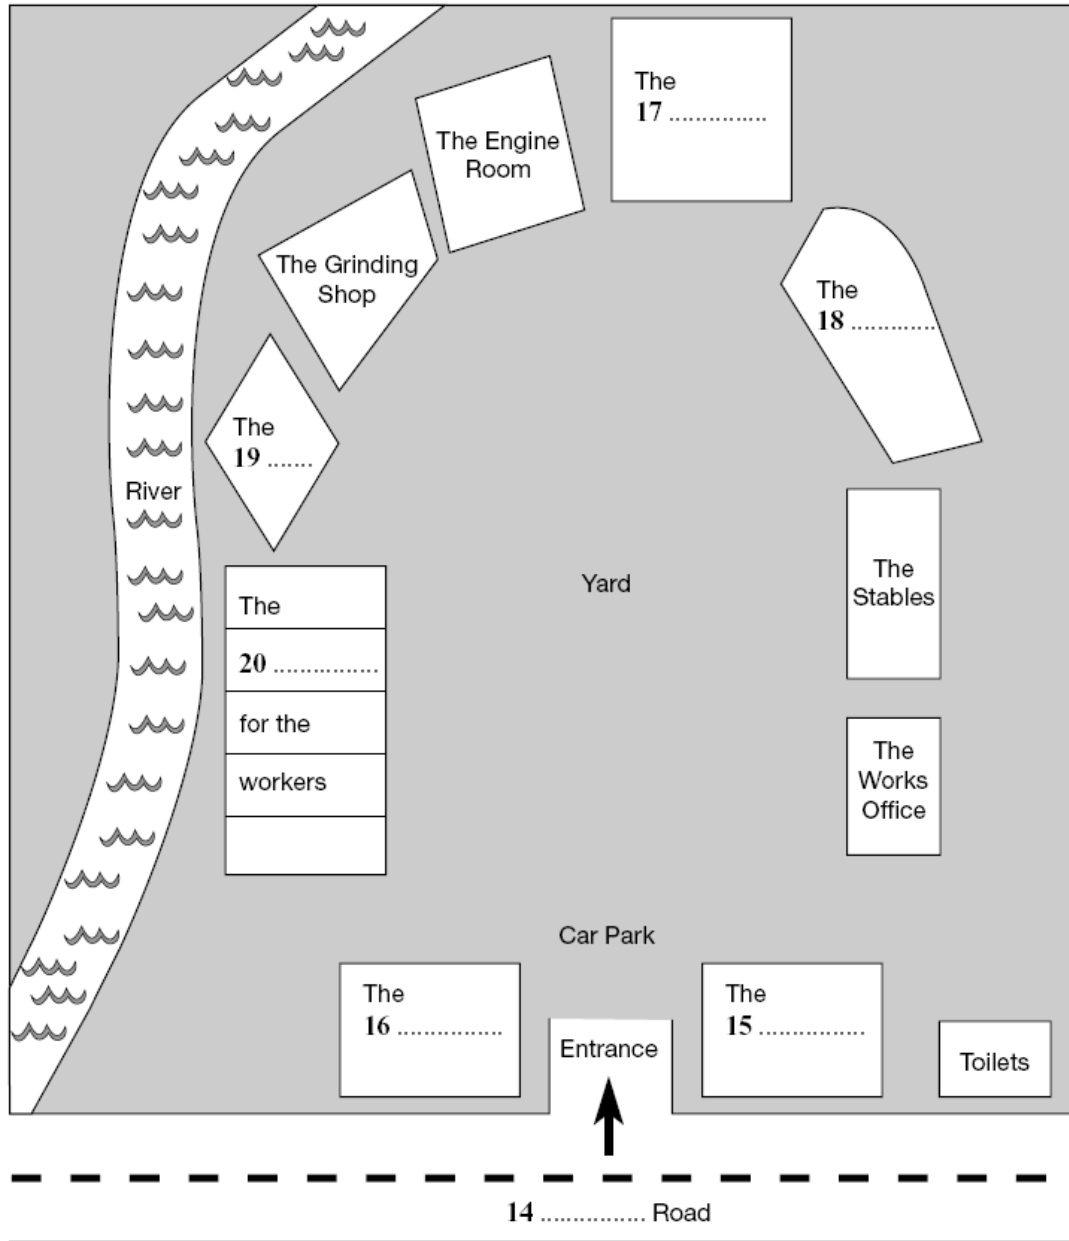 The
17 ..............
The Engine
Room
The Grinding
Shop
The
18 ............
The
19 .......
River
The
20 ...............
for the
workers
Yard
The
Stables
The
Works
Office
Car Park
The
16 ...............
Entrance
The
15 ...............
Toilets
14 ............... Road